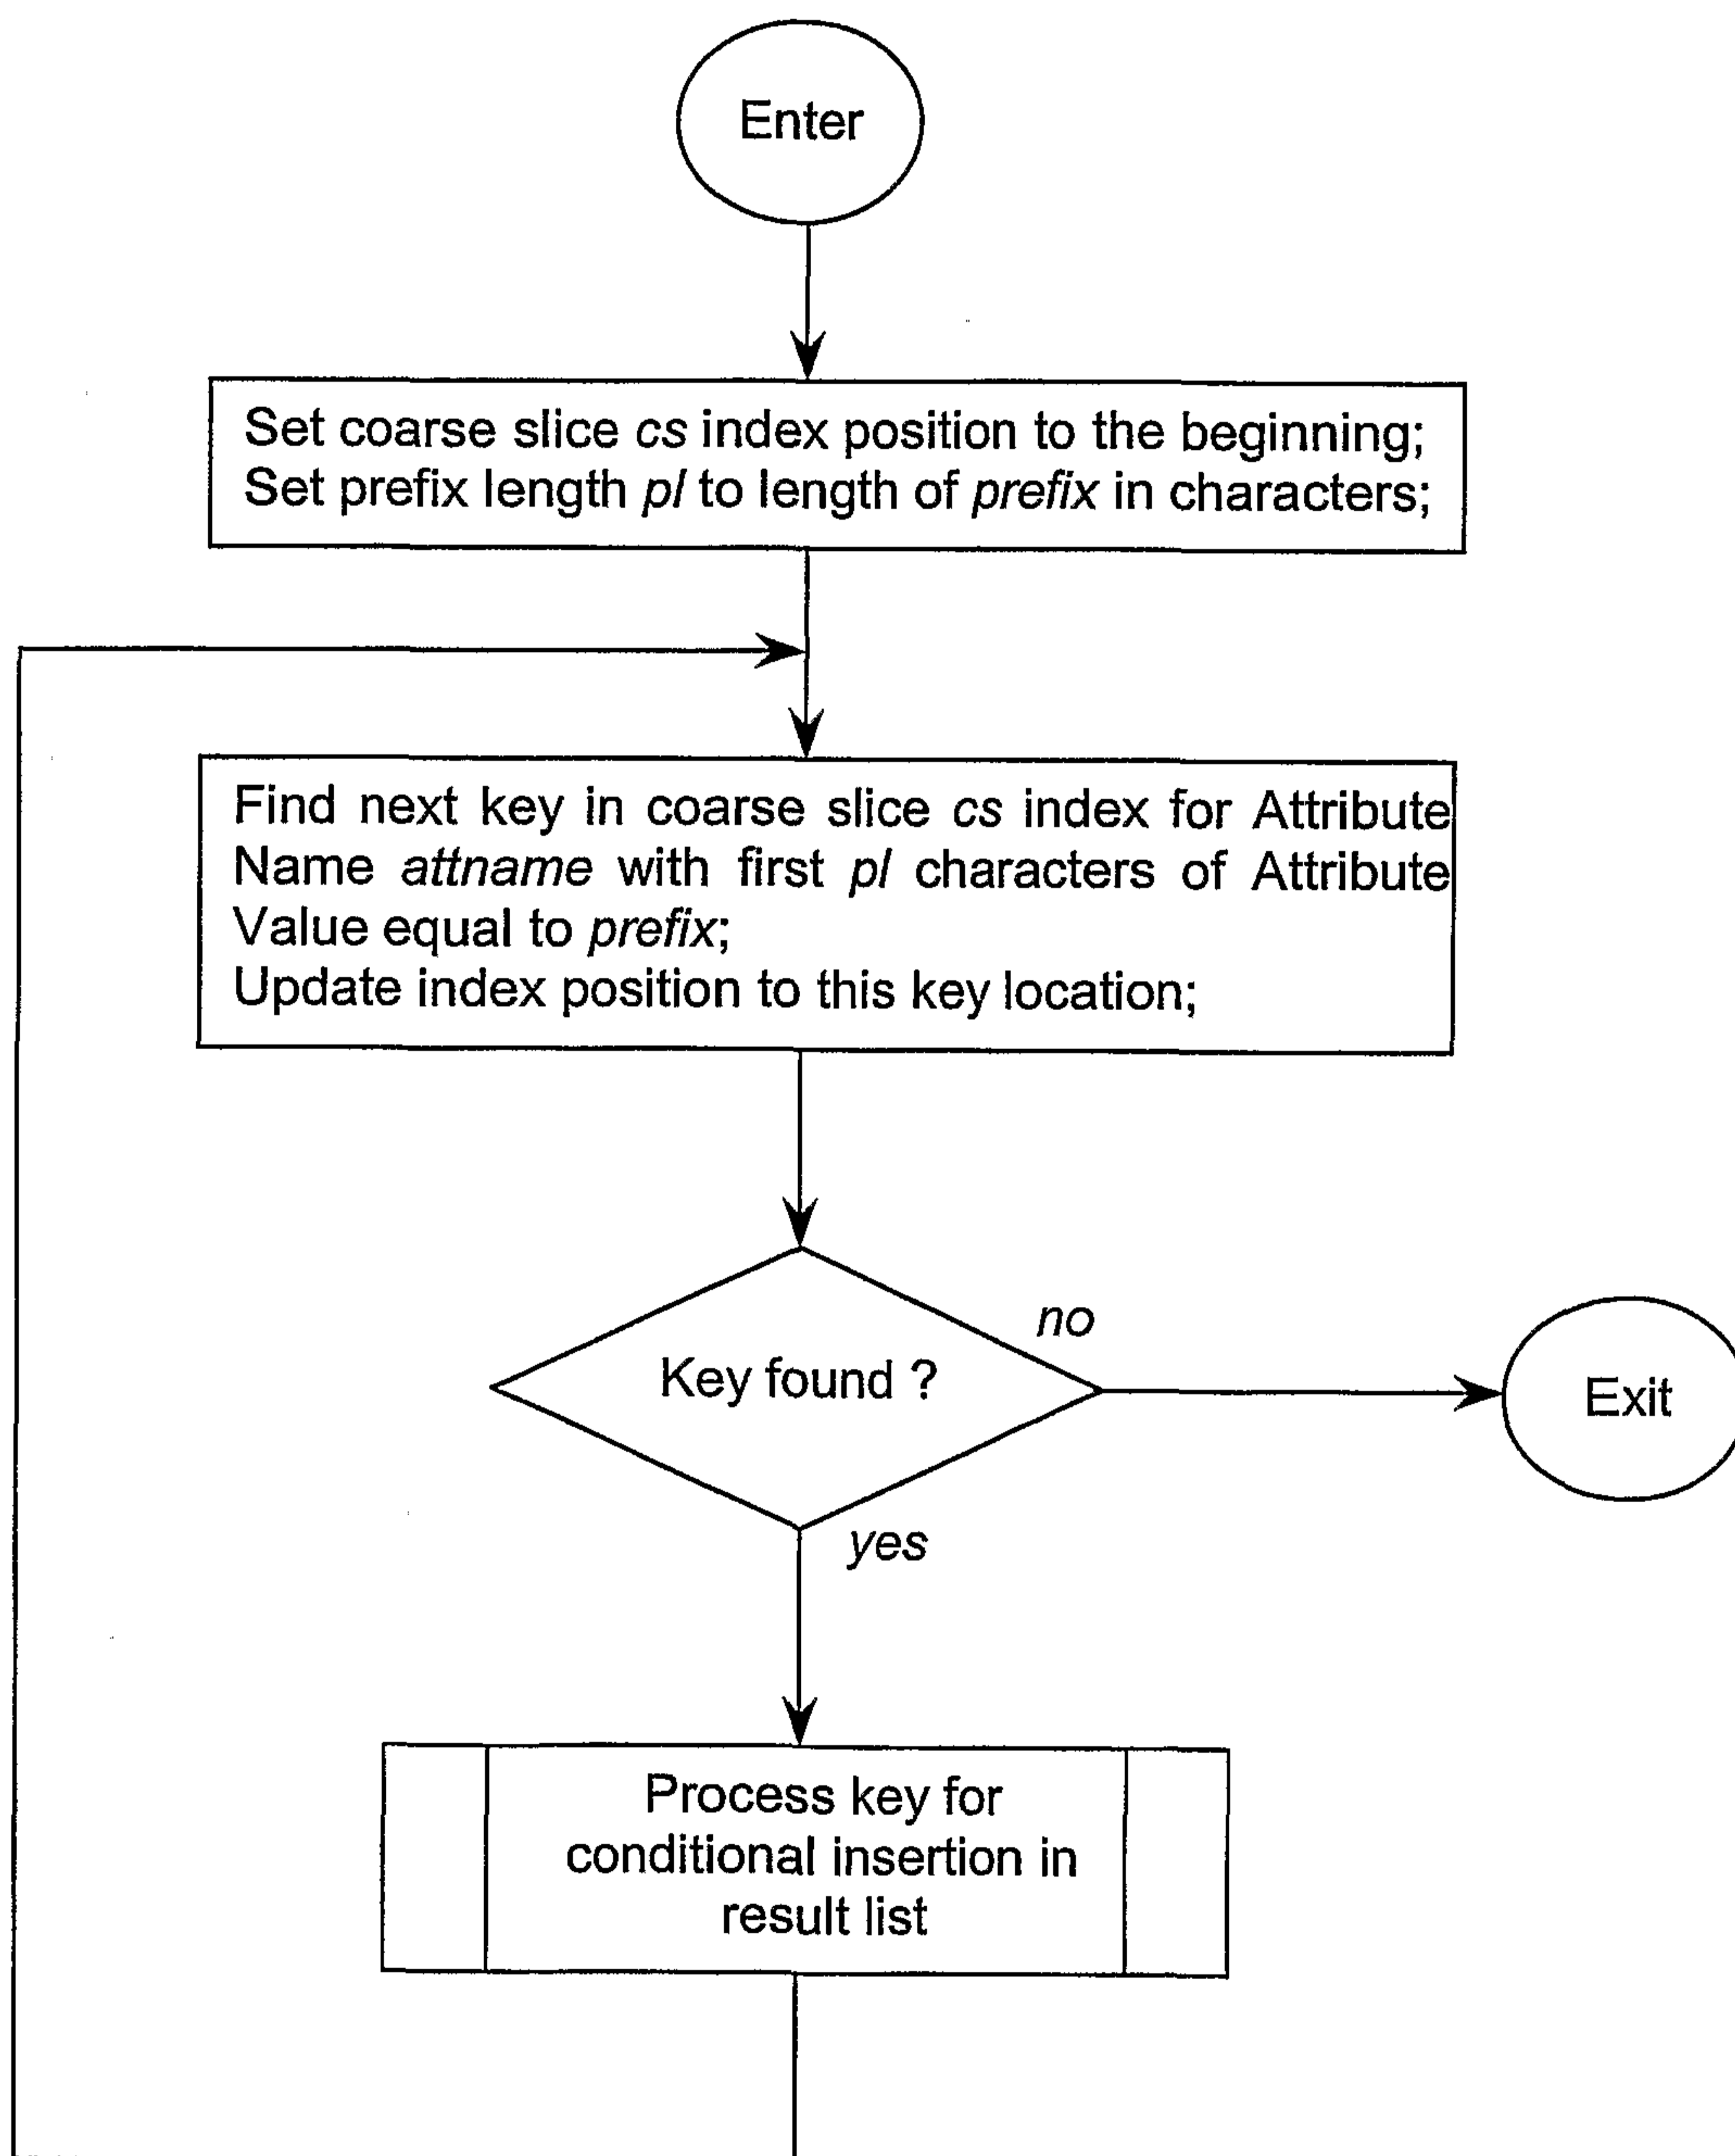 Enter
Set coarse slice cs index position to the beginning;
Set prefix length pl to length of prefix in characters;
Find next key in coarse slice cs index for Attribute
Name attname with first pl characters of Attribute
Value equal to prefix;
Update index position to this key location;
no
Key found ?
Exit
yes
Process key for
conditional insertion in
result list